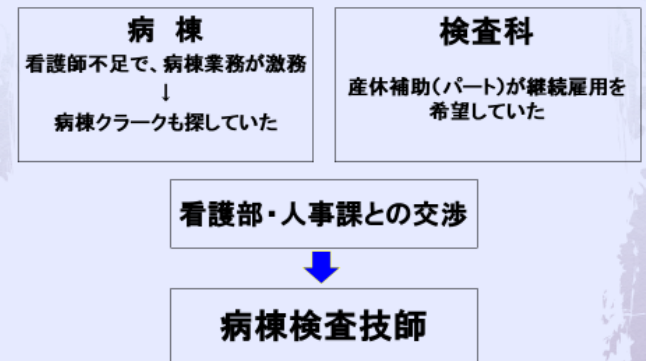 病 棟
看護師不足で、病棟業務が激務
↓
病棟クラークも探していた
検査科
産休補助(パート)が継続雇用を
希望していた
看護部・人事課との交渉
病棟検査技師